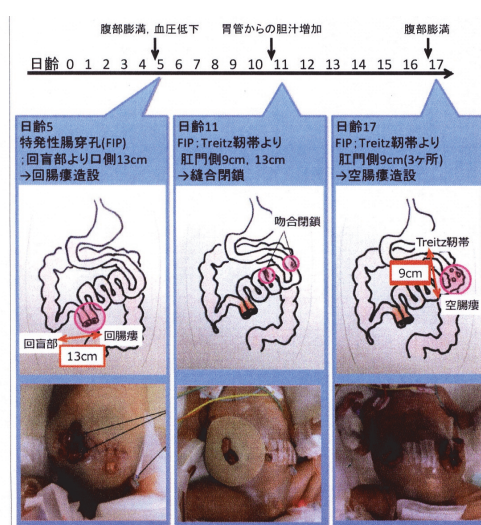 腹部膨満，血圧低下
胃管からの胆汁増加
腹部膨満
日齢 0 1 2 3 4 5 6 7 8 9 10 11 12 13 14 15 16 17
日齢5
特発性腸穿孔(FIP)
;回盲部より口側13cm
→回腸瘻造設
回盲部
回腸瘻
13cm
日齢11
FIP；Treitz靭帯より
肛門側9cm，13cm
→縫合閉鎖
吻合閉鎖
日齢17
FIP；Treitz靭帯より
肛門側9cm(3ヶ所)
→空腸瘻造設
Treitz靭帯
9cm
空腸瘻